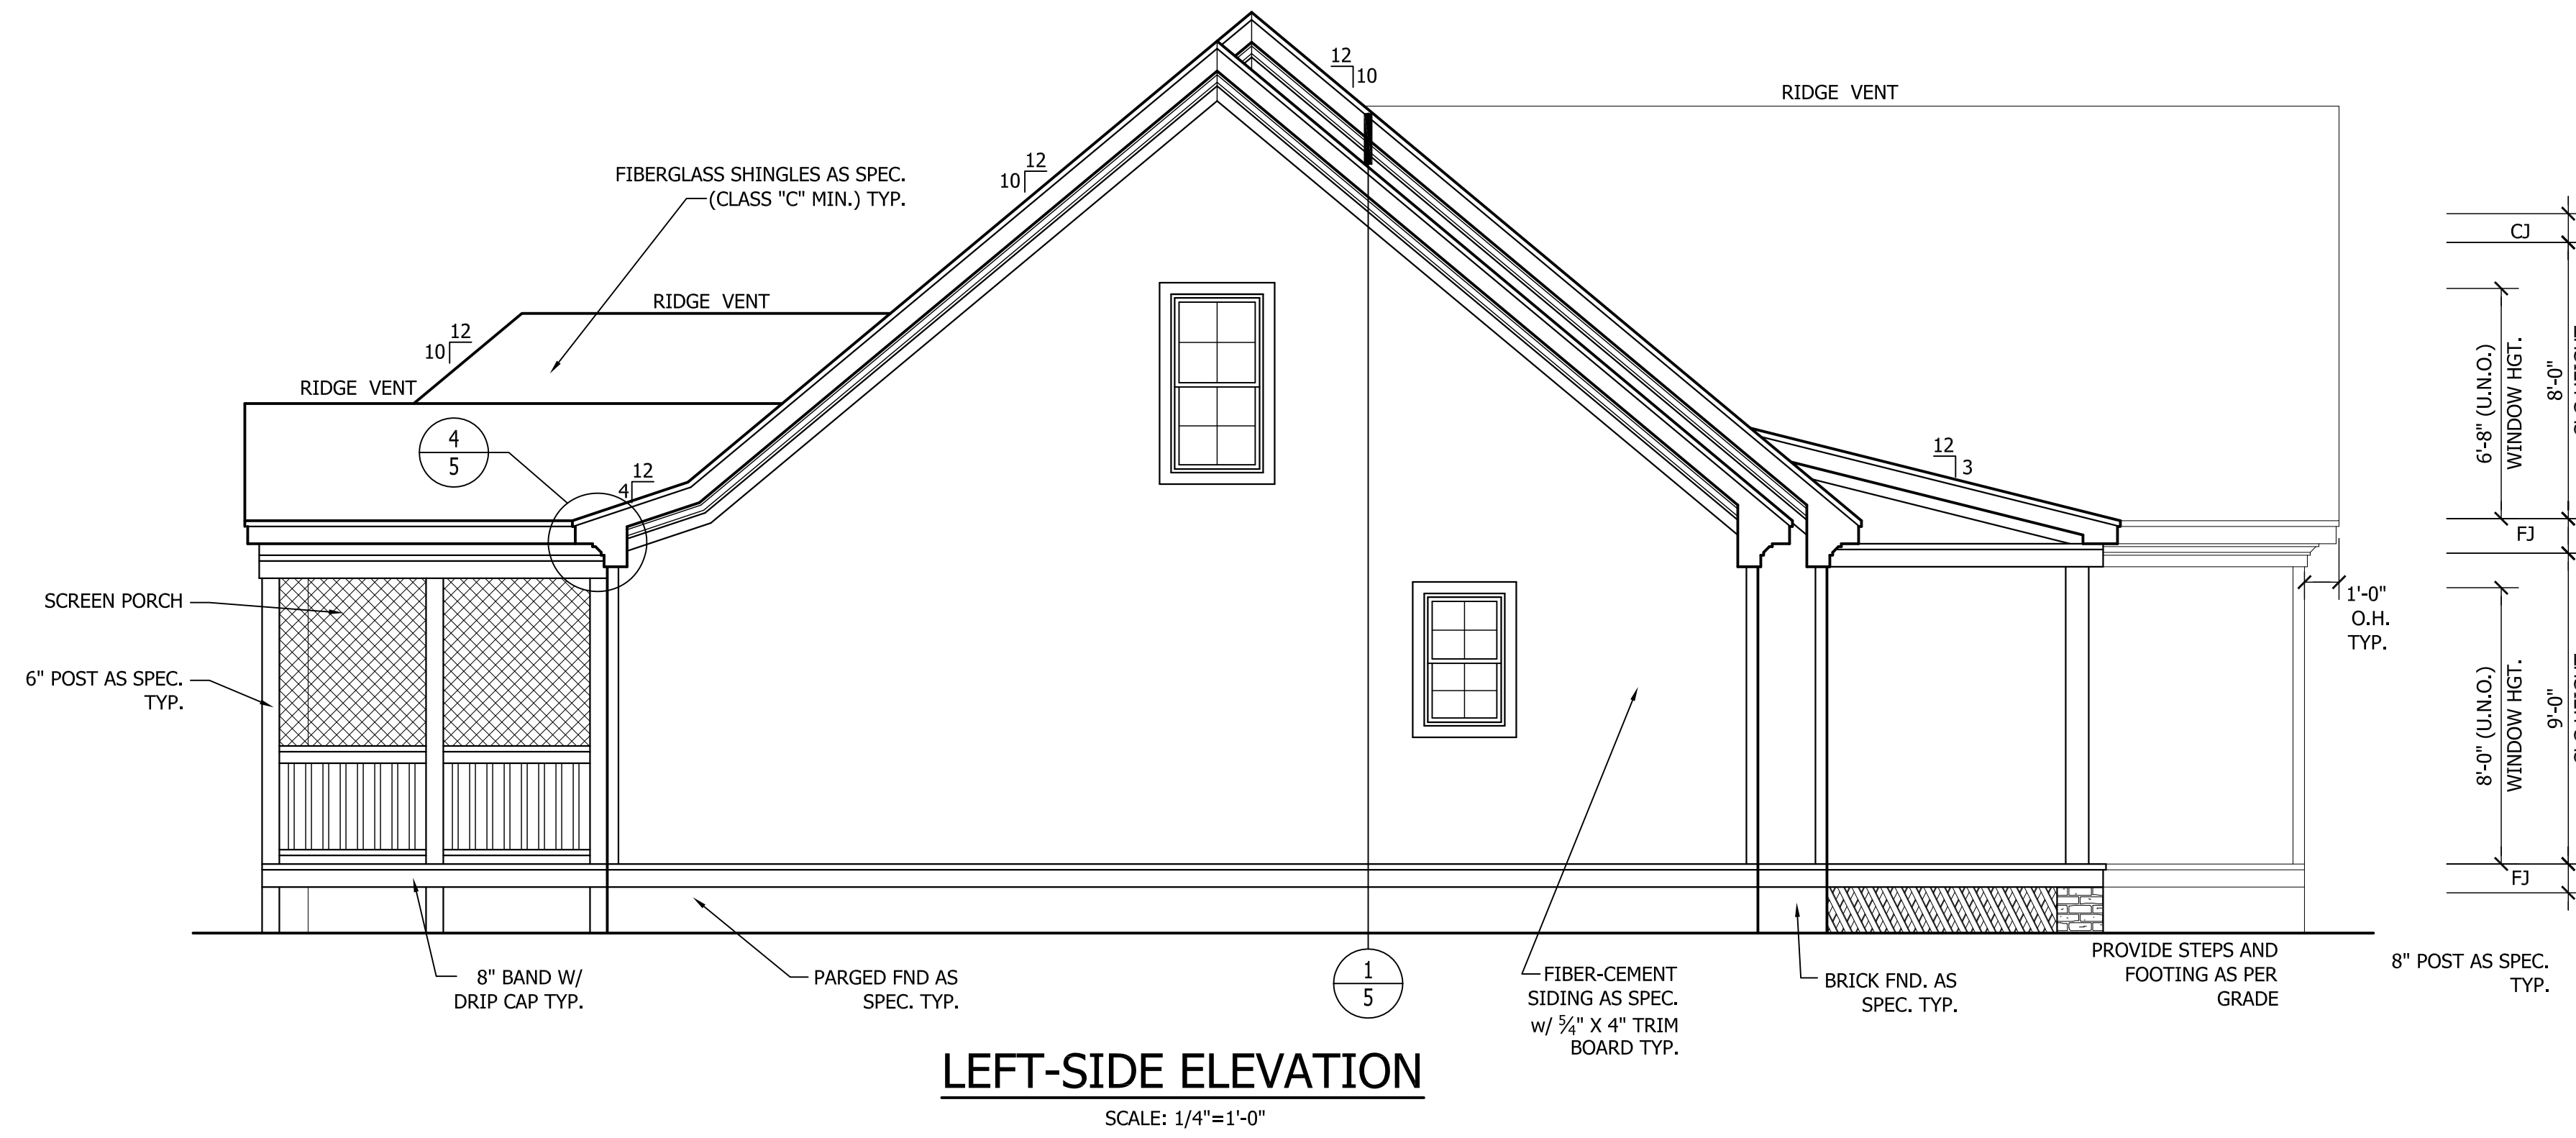 12
10
RIDGE VENT
12
10
FIBERGLASS SHINGLES AS SPEC.
(CLASS "C" MIN.) TYP.
RIDGE VENT
12
10
RIDGE VENT
4
5
12
4
12
3
CJ
6'-8" (U.N.O.)
WINDOW HGT.
8'-0"
FJ
SCREEN PORCH
6" POST AS SPEC.
TYP.
1'-0"
O.H.
TYP.
8'-0" (U.N.O.)
WINDOW HGT.
9'-0"
FJ
8" BAND W/
DRIP CAP TYP.
PARGED FND AS
SPEC. TYP.
1
5
FIBER-CEMENT
SIDING AS SPEC.
w/ 5/4" X 4" TRIM
BOARD TYP.
BRICK FND. AS
SPEC. TYP.
PROVIDE STEPS AND
FOOTING AS PER
GRADE
8" POST AS SPEC.
TYP.
LEFT-SIDE ELEVATION
SCALE: 1/4"=1'-0"